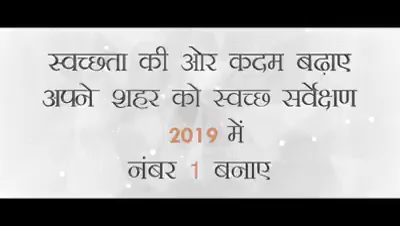 स्वच्छता की ओर कदम बढ़ाए
अपने शहर को स्वच्छ सर्वेक्षण
2019 में
नंबर 1 बनाए